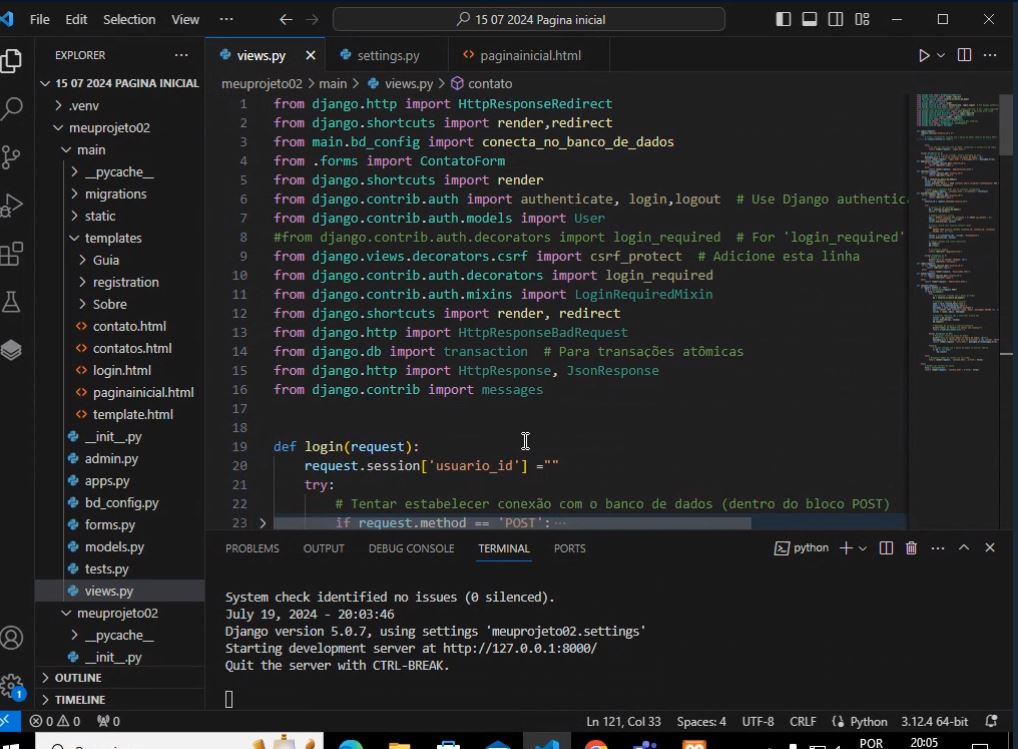 File Edit Selection View ··· 15 07 2024 Pagina inicial
EXPLORER ···
15 07 2024 PAGINA INICIAL
.venv
meuprojeto02
main
__pycache__
migrations
static
templates
Guia
registration
Sobre
contato.html
contatos.html
login.html
paginainicial.html
template.html
__init__.py
admin.py
apps.py
bd_config.py
forms.py
models.py
tests.py
views.py
meuprojeto02
__pycache__
__init__.py
OUTLINE
TIMELINE
views.py settings.py paginainicial.html
meuprojeto02 > main > views.py > contato
1 from django.http import HttpResponseRedirect
2 from django.shortcuts import render,redirect
3 from main.bd_config import conecta_no_banco_de_dados
4 from .forms import ContatoForm
5 from django.shortcuts import render
6 from django.contrib.auth import authenticate, login,logout # Use Django authentica
7 from django.contrib.auth.models import User
8 #from django.contrib.auth.decorators import login_required # For 'login_required'
9 from django.views.decorators.csrf import csrf_protect # Adicione esta linha
10 from django.contrib.auth.decorators import login_required
11 from django.contrib.auth.mixins import LoginRequiredMixin
12 from django.shortcuts import render, redirect
13 from django.http import HttpResponseBadRequest
14 from django.db import transaction # Para transações atômicas
15 from django.http import HttpResponse, JsonResponse
16 from django.contrib import messages
17
18
19 def login(request):
20 request.session['usuario_id'] =""
21 try:
22 # Tentar estabelecer conexão com o banco de dados (dentro do bloco POST)
23 if request.method == 'POST': ···
PROBLEMS OUTPUT DEBUG CONSOLE TERMINAL PORTS python
System check identified no issues (0 silenced).
July 19, 2024 - 20:03:46
Django version 5.0.7, using settings 'meuprojeto02.settings'
Starting development server at http://127.0.0.1:8000/
Quit the server with CTRL-BREAK.
1
0 0 0 Ln 121, Col 33 Spaces: 4 UTF-8 CRLF Python 3.12.4 64-bit
POR 20:05